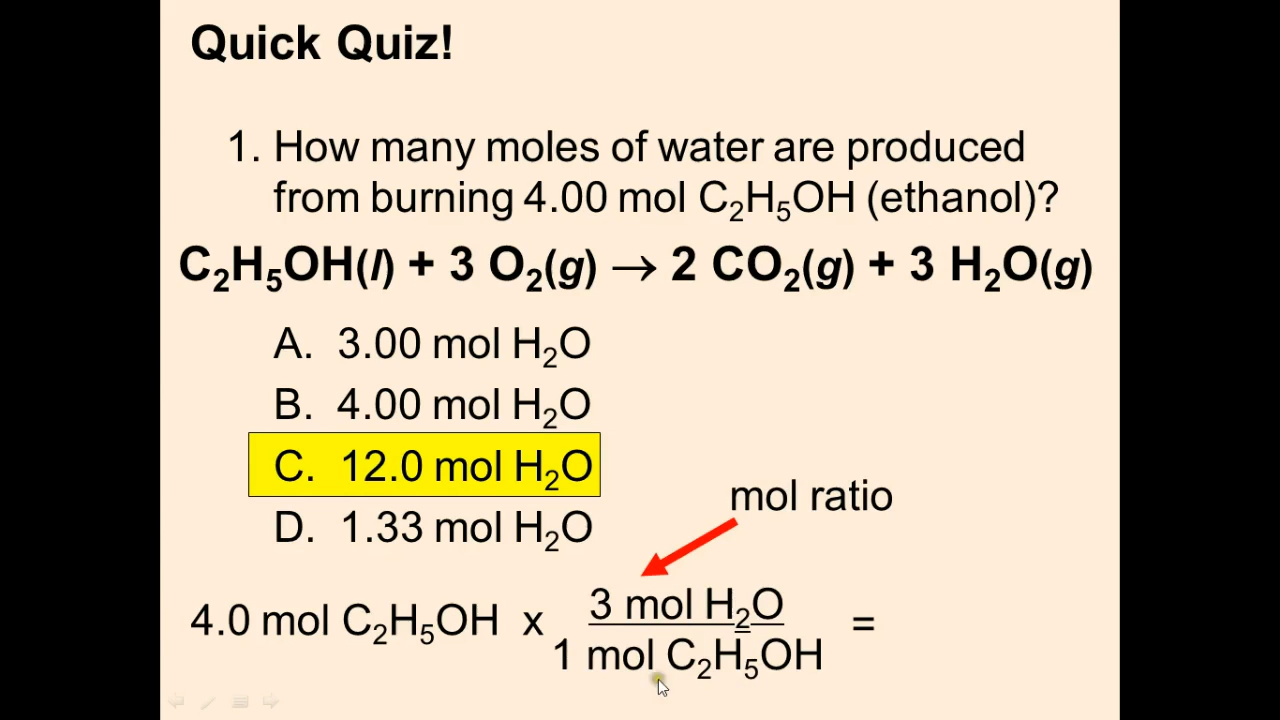 Quick Quiz!
1. How many moles of water are produced
from burning 4.00 mol C₂H₅OH (ethanol)?
C₂H₅OH(l) + 3 O₂(g) → 2 CO₂(g) + 3 H₂O(g)
A. 3.00 mol H₂O
B. 4.00 mol H₂O
C. 12.0 mol H₂O
D. 1.33 mol H₂O
mol ratio
4.0 mol C₂H₅OH x
3 mol H₂O
1 mol C₂H₅OH
=